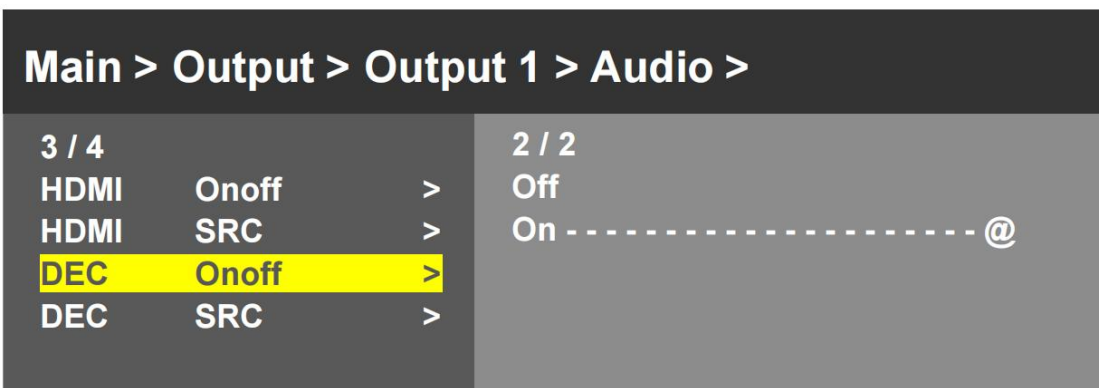 Main > Output > Output 1 > Audio >
3 / 4
HDMI Onoff >
HDMI SRC >
DEC Onoff >
DEC SRC >
2 / 2
Off
On - - - - - - - - - - - - - - - - - - - - - @